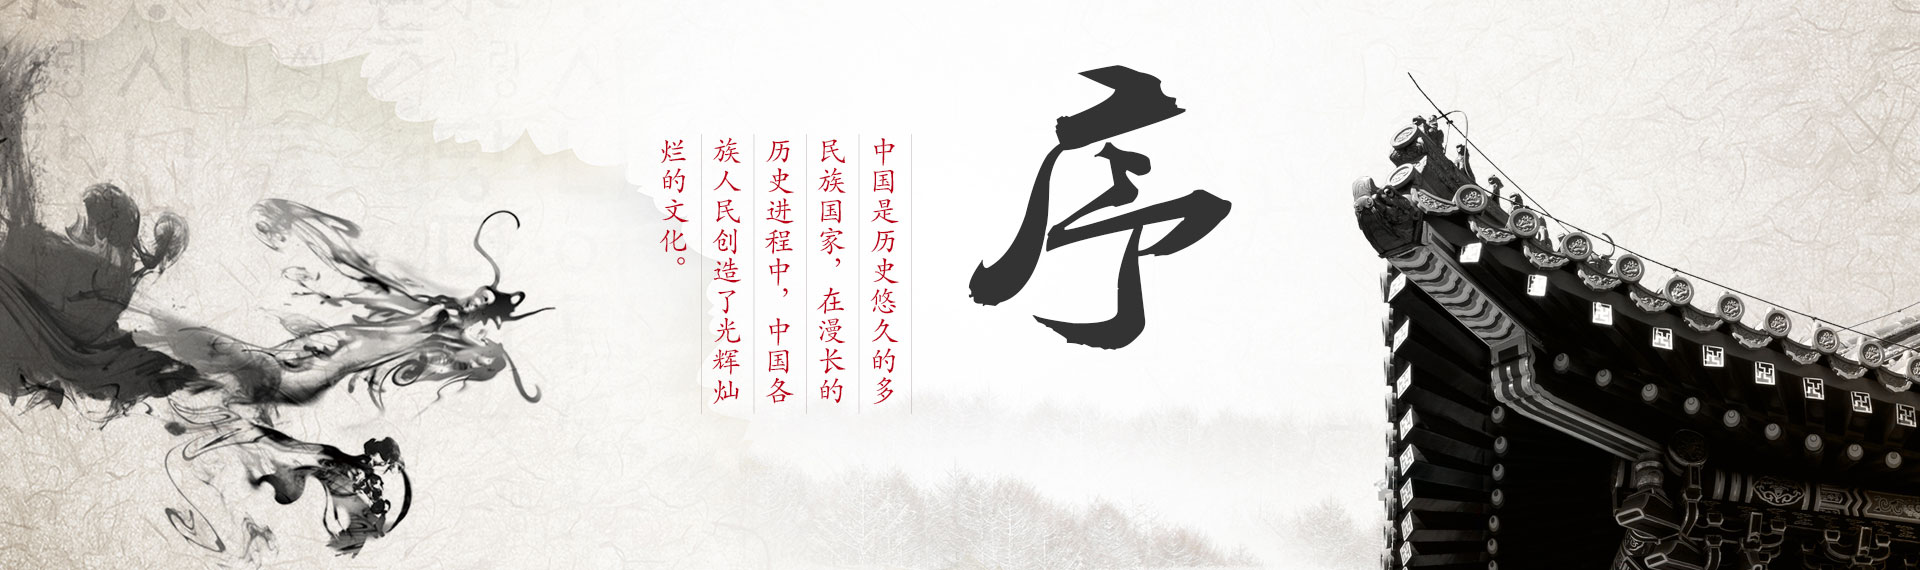 序
中国是历史悠久的多
民族国家，在漫长的
历史进程中，中国各
族人民创造了光辉灿
烂的文化。